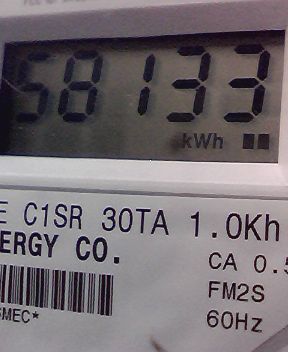 58133
kWh
E C1SR 30TA 1.0Kh
ERGY CO.
CA 0.5
FM2S
60Hz
SMEC*